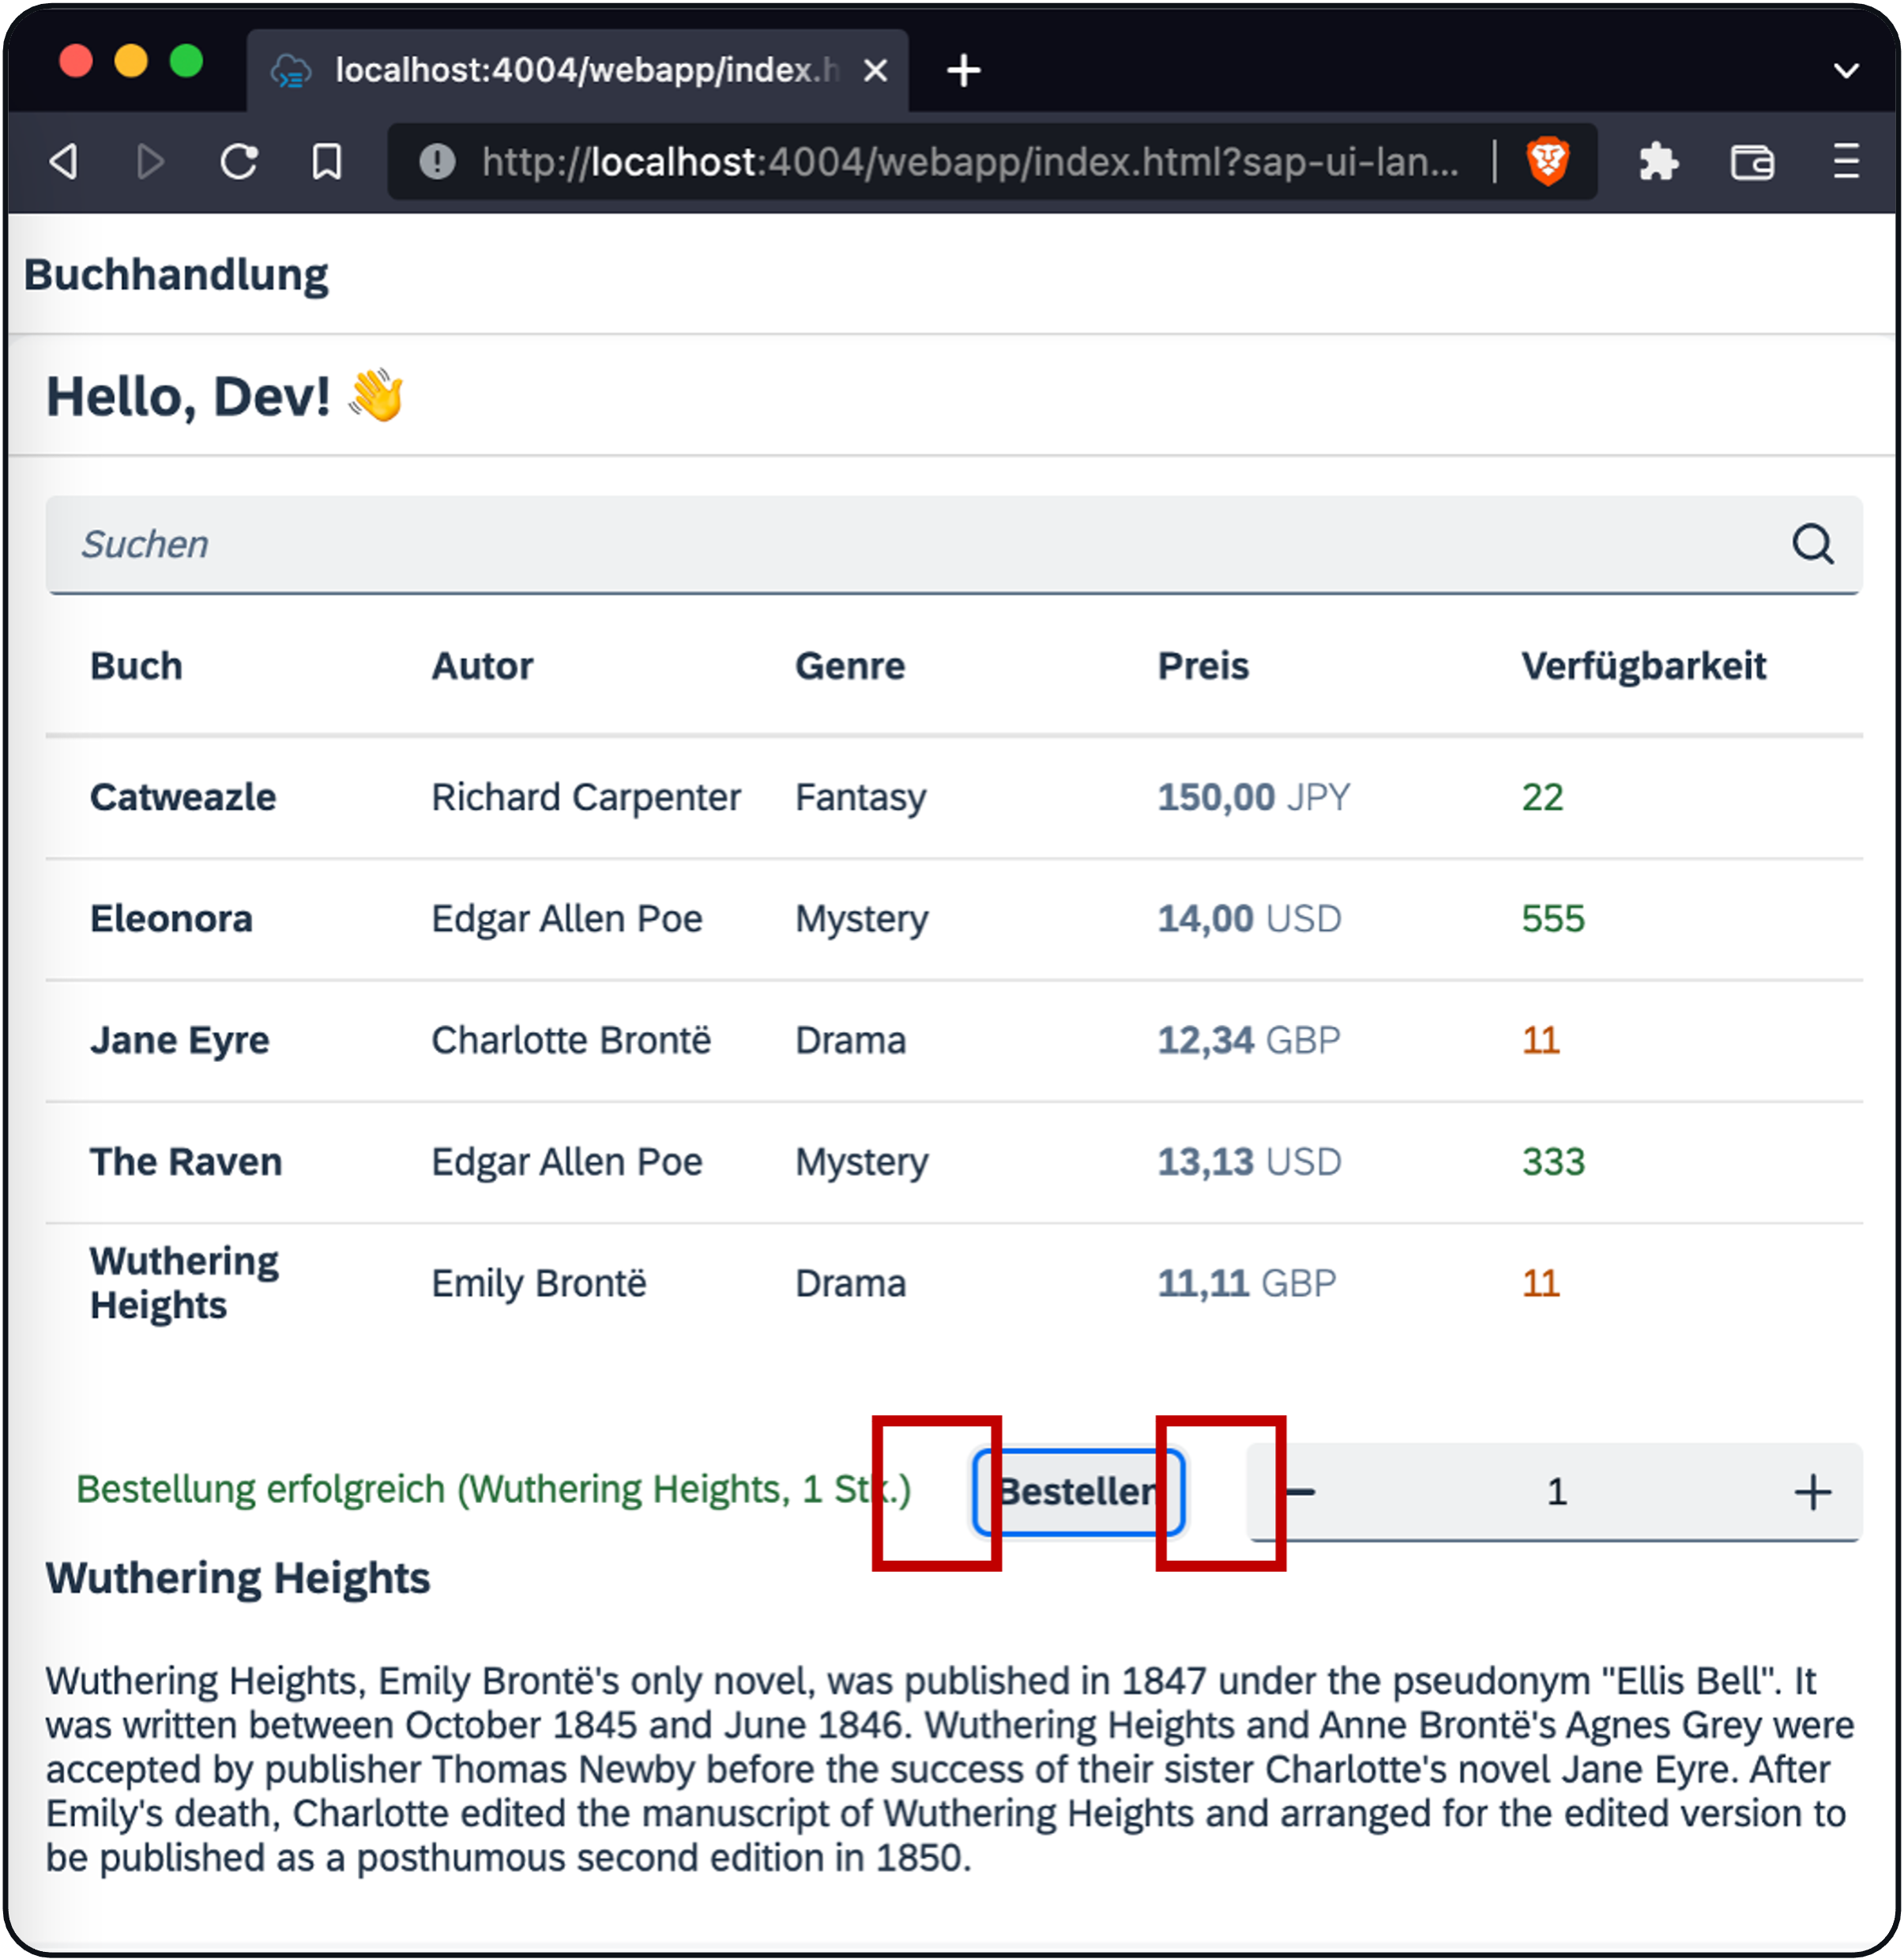 localhost:4004/webapp/index.h
http://localhost:4004/webapp/index.html?sap-ui-lan...
Buchhandlung
Hello, Dev! 👋
Suchen
Buch Autor Genre Preis Verfügbarkeit
Catweazle Richard Carpenter Fantasy 150,00 JPY 22
Eleonora Edgar Allen Poe Mystery 14,00 USD 555
Jane Eyre Charlotte Brontë Drama 12,34 GBP 11
The Raven Edgar Allen Poe Mystery 13,13 USD 333
Wuthering
Heights Emily Brontë Drama 11,11 GBP 11
Bestellung erfolgreich (Wuthering Heights, 1 Stk.) Bestellen − 1 +
Wuthering Heights
Wuthering Heights, Emily Brontë's only novel, was published in 1847 under the pseudonym "Ellis Bell". It
was written between October 1845 and June 1846. Wuthering Heights and Anne Brontë's Agnes Grey were
accepted by publisher Thomas Newby before the success of their sister Charlotte's novel Jane Eyre. After
Emily's death, Charlotte edited the manuscript of Wuthering Heights and arranged for the edited version to
be published as a posthumous second edition in 1850.